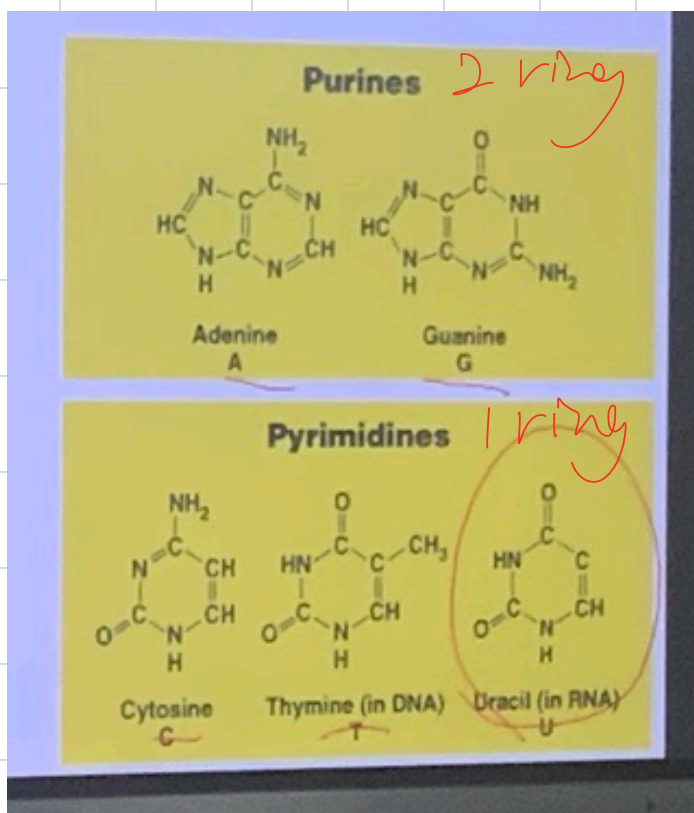 Purines 2 ring
NH2
N C N
C
HC
C CH
N N
H
Adenine
A
O
C
N C NH
HC
N C C
N NH2
H
Guanine
G
Pyrimidines 1 ring
NH2
C
N CH
C CH
O N
H
Cytosine
C
O
C CH3
HN C
C CH
O N
H
Thymine (in DNA)
T
O
C
HN C
C CH
O N
H
Uracil (in RNA)
U